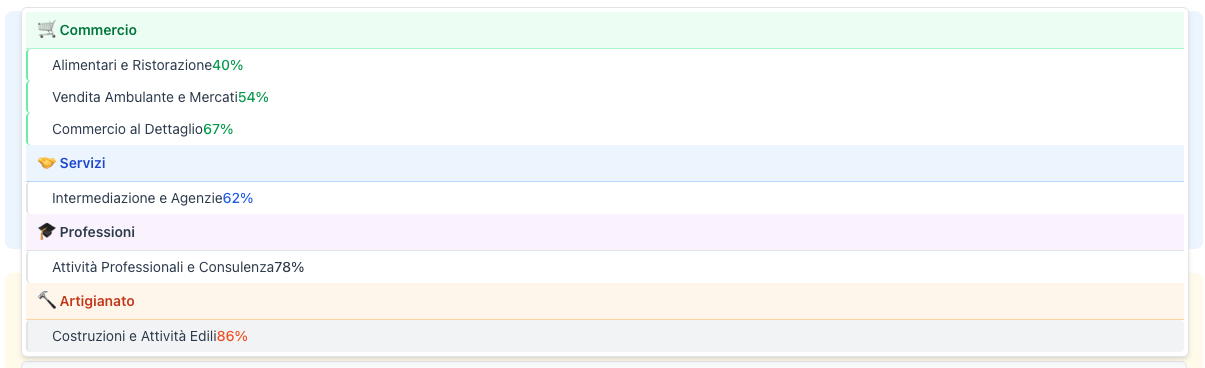 Commercio
Alimentari e Ristorazione40%
Vendita Ambulante e Mercati54%
Commercio al Dettaglio67%
Servizi
Intermediazione e Agenzie62%
Professioni
Attività Professionali e Consulenza78%
Artigianato
Costruzioni e Attività Edili86%